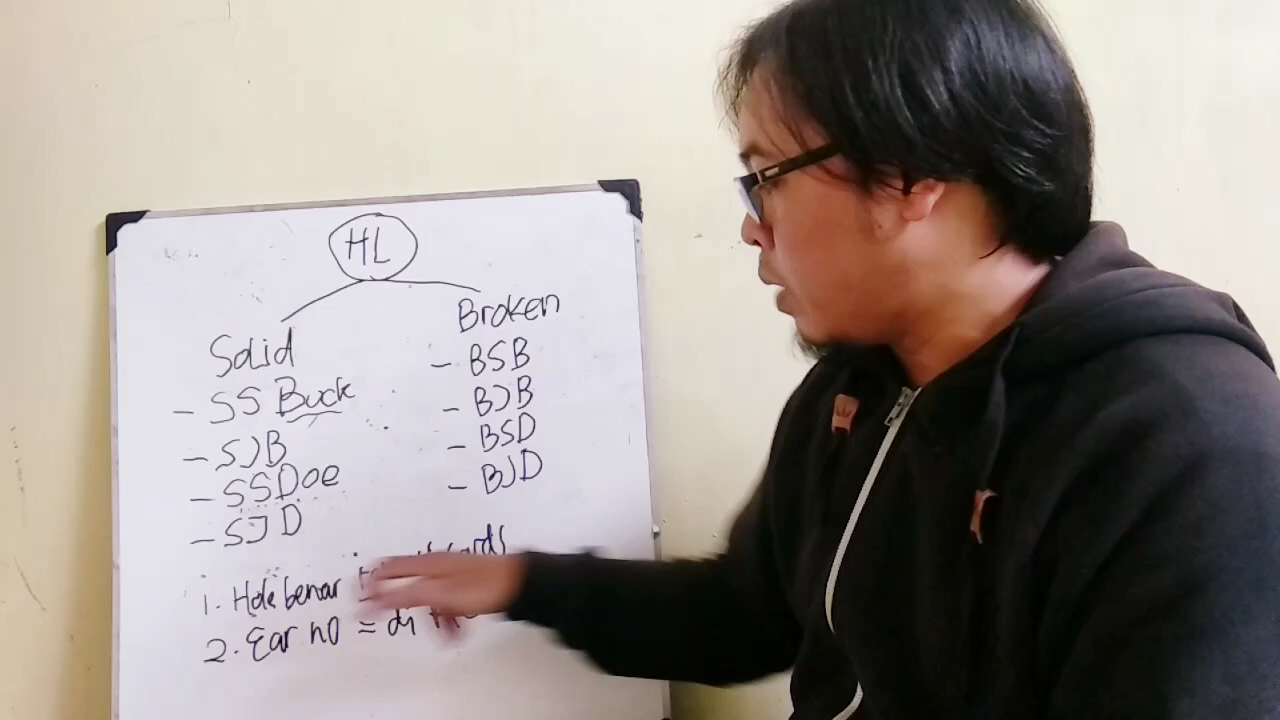 HL
Solid
- SS Buck
- SJB
- SSDoe
- SJD
Broken
- BSB
- BJB
- BSD
- BJD
1. Hole benar
2. Ear no = di